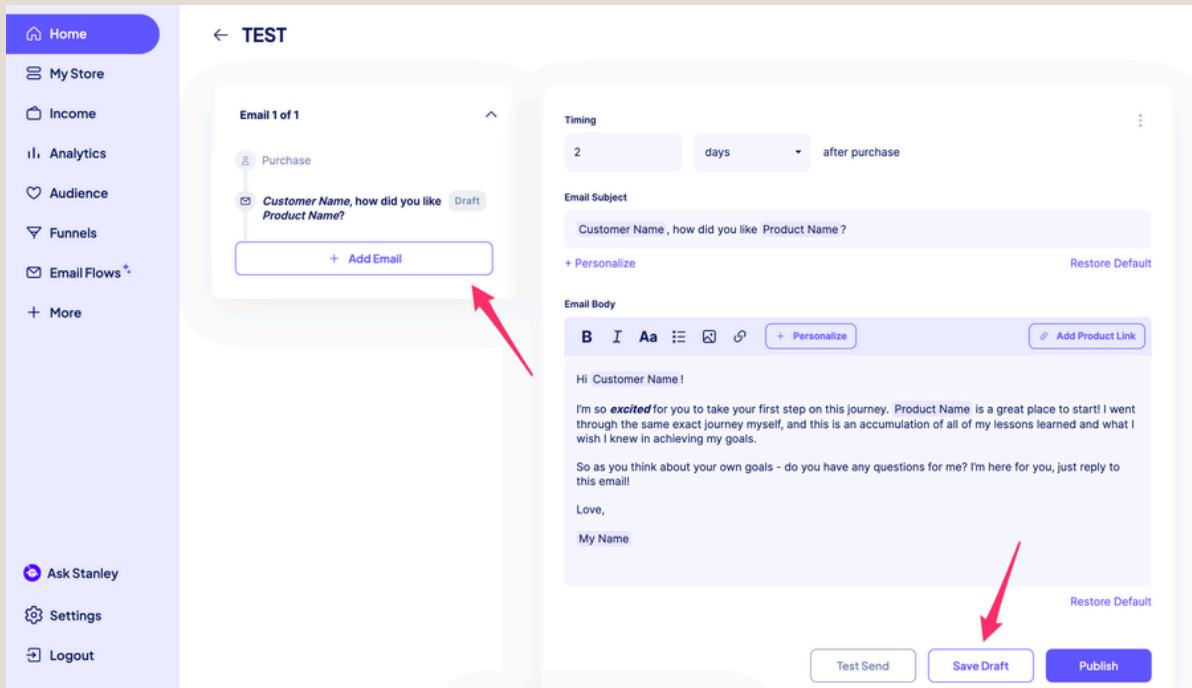 Home
My Store
Income
Analytics
Audience
Funnels
Email Flows
More
Ask Stanley
Settings
Logout
TEST
Email 1 of 1
Purchase
Customer Name, how did you like
Product Name?
Draft
+ Add Email
Timing
2
days
after purchase
Email Subject
Customer Name, how did you like Product Name?
+ Personalize
Restore Default
Email Body
B I Aa
+ Personalize
Add Product Link
Hi Customer Name!
I'm so excited for you to take your first step on this journey. Product Name is a great place to start! I went
through the same exact journey myself, and this is an accumulation of all of my lessons learned and what I
wish I knew in achieving my goals.
So as you think about your own goals - do you have any questions for me? I'm here for you, just reply to
this email!
Love,
My Name
Restore Default
Test Send
Save Draft
Publish